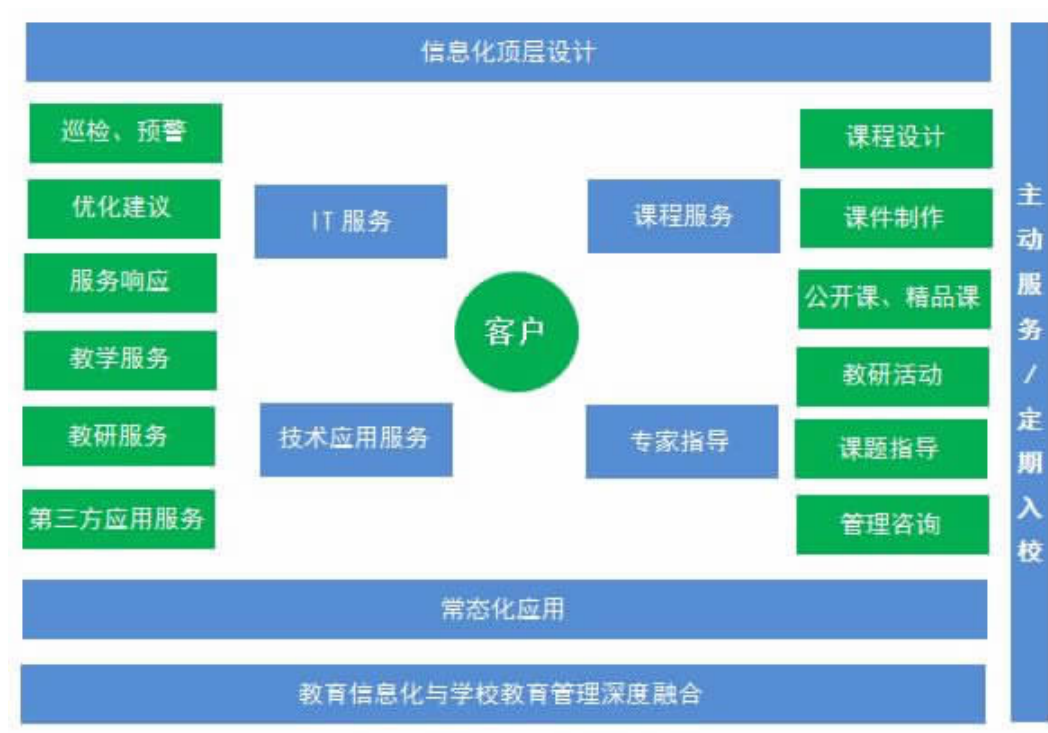 信息化顶层设计
巡检、预警
优化建议
服务响应
教学服务
教研服务
第三方应用服务
IT 服务
技术应用服务
客户
课程服务
专家指导
课程设计
课件制作
公开课、精品课
教研活动
课题指导
管理咨询
常态化应用
教育信息化与学校教育管理深度融合
主动服务/定期入校